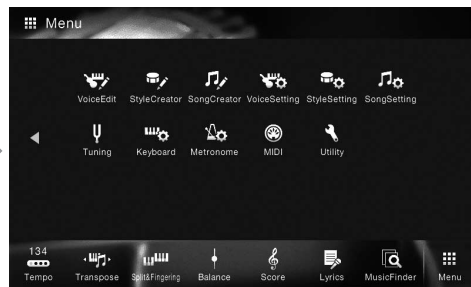 Menu
VoiceEdit StyleCreator SongCreator VoiceSetting StyleSetting SongSetting
Tuning Keyboard Metronome MIDI Utility
134
Tempo Transpose Split&Fingering Balance Score Lyrics MusicFinder Menu